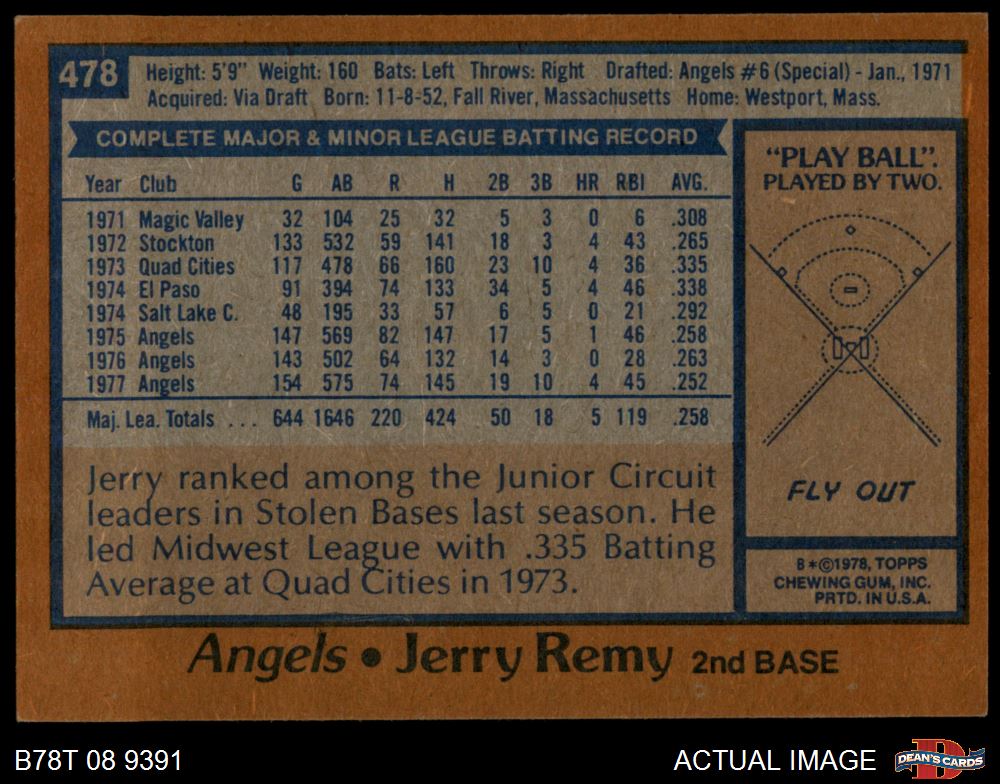 478
Height: 5'9" Weight: 160 Bats: Left Throws: Right Drafted: Angels #6 (Special) - Jan., 1971
Acquired: Via Draft Born: 11-8-52, Fall River, Massachusetts Home: Westport, Mass.
COMPLETE MAJOR & MINOR LEAGUE BATTING RECORD
Year Club G AB R H 2B 3B HR RBI AVG.
1971 Magic Valley 32 104 25 32 5 3 0 6 .308
1972 Stockton 133 532 59 141 18 3 4 43 .265
1973 Quad Cities 117 478 66 160 23 10 4 36 .335
1974 El Paso 91 394 74 133 34 5 4 46 .338
1974 Salt Lake C. 48 195 33 57 6 5 0 21 .292
1975 Angels 147 569 82 147 17 5 1 46 .258
1976 Angels 143 502 64 132 14 3 0 28 .263
1977 Angels 154 575 74 145 19 10 4 45 .252
Maj. Lea. Totals . . . 644 1646 220 424 50 18 5 119 .258
Jerry ranked among the Junior Circuit
leaders in Stolen Bases last season. He
led Midwest League with .335 Batting
Average at Quad Cities in 1973.
"PLAY BALL".
PLAYED BY TWO.
FLY OUT
B*©1978, TOPPS
CHEWING GUM, INC.
PRTD. IN U.S.A.
Angels • Jerry Remy 2nd BASE
B78T 08 9391
ACTUAL IMAGE
DEAN'S CARDS